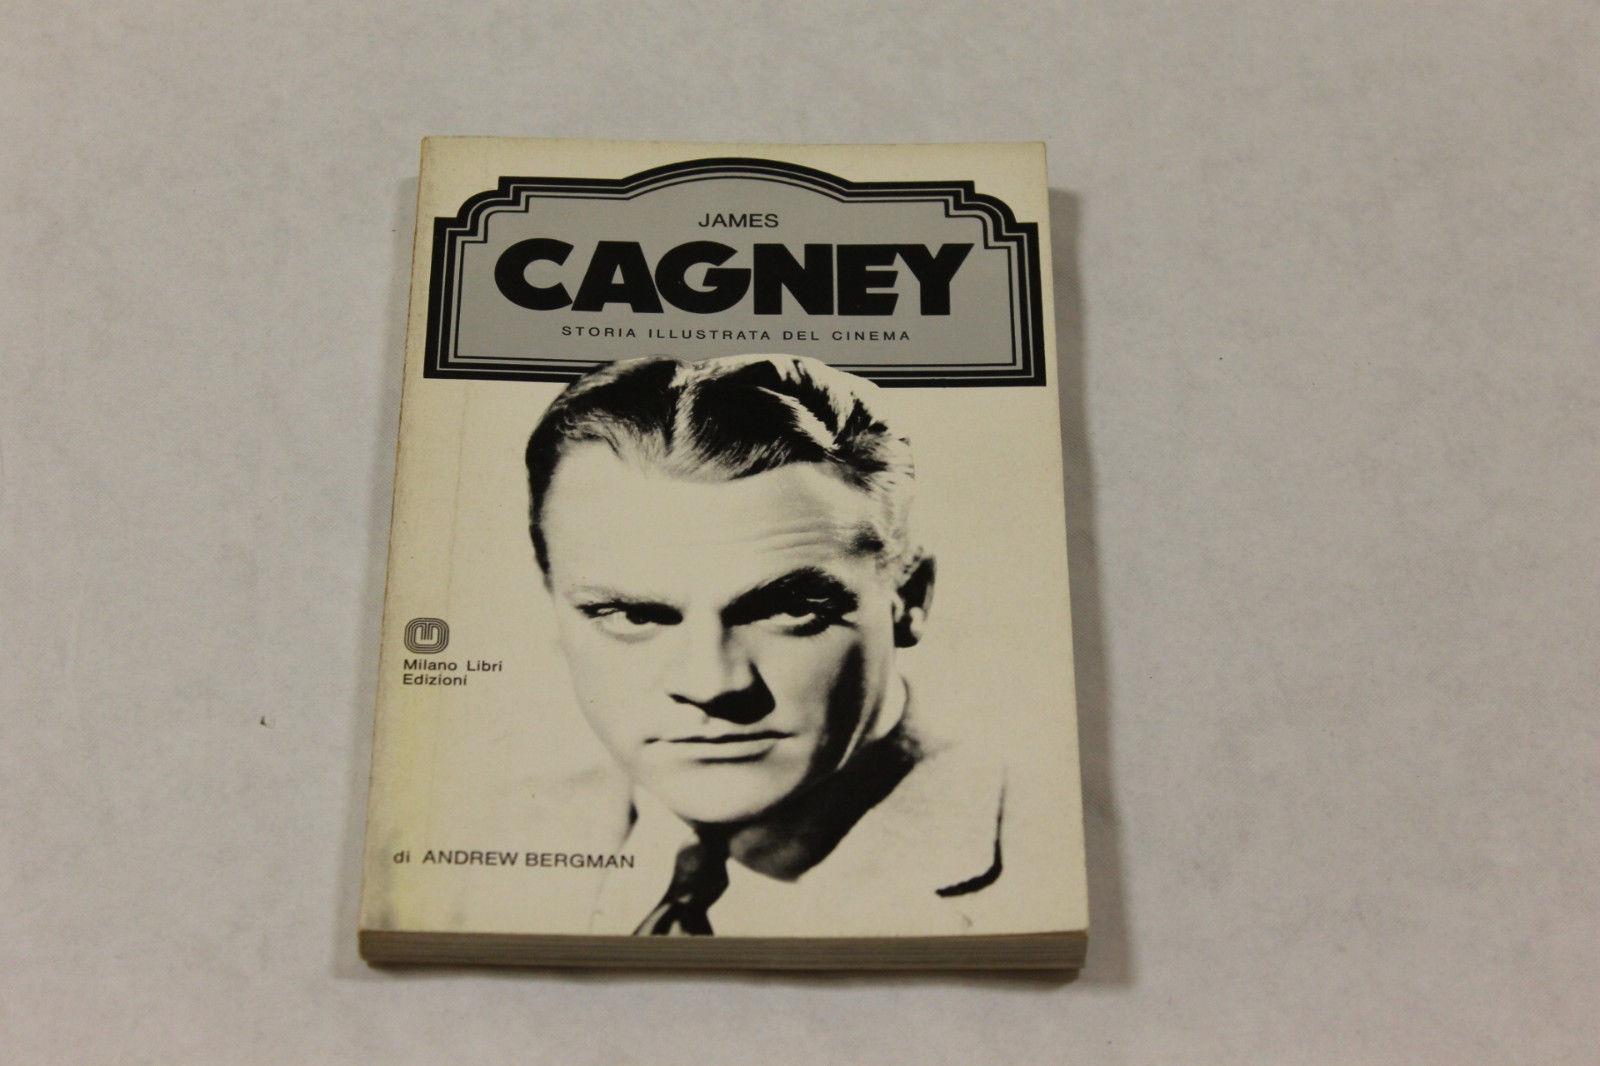 JAMES
CAGNEY
STORIA ILLUSTRATA DEL CINEMA
Milano Libri
Edizioni
di ANDREW BERGMAN